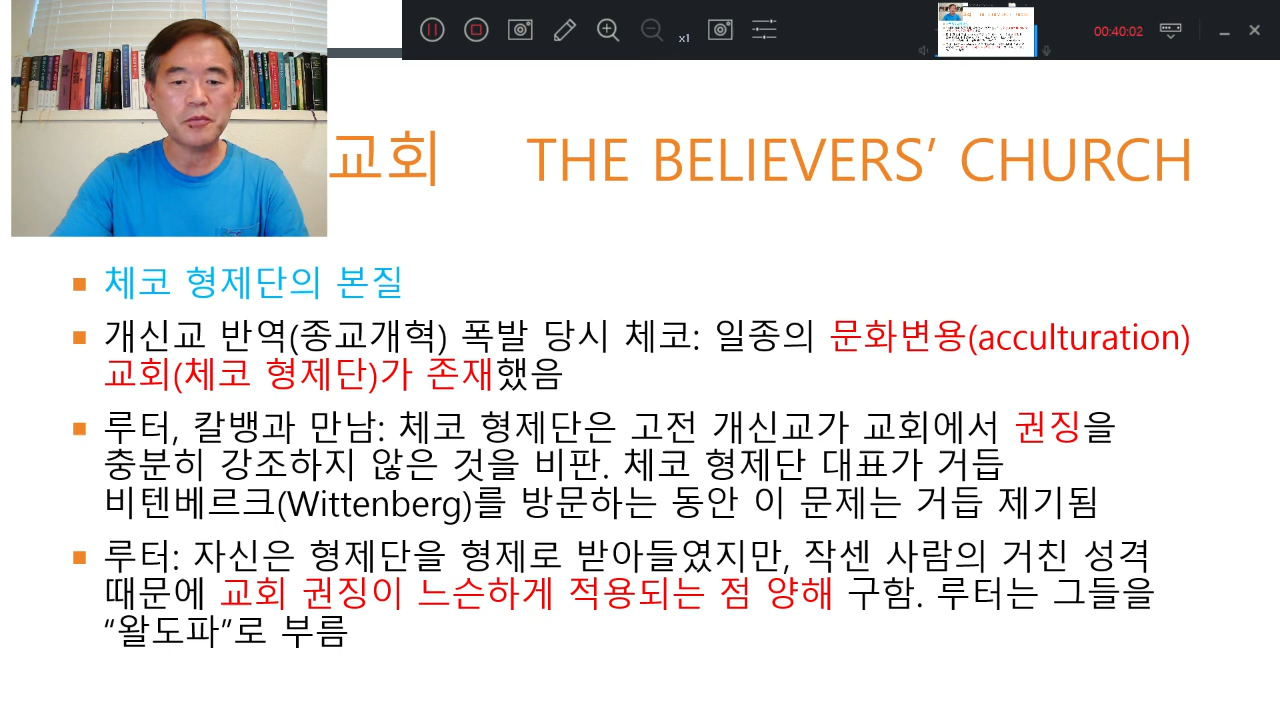 x1
00:40:02
교회 THE BELIEVERS’ CHURCH
체코 형제단의 본질
개신교 반역(종교개혁) 폭발 당시 체코: 일종의 문화변용(acculturation)
교회(체코 형제단)가 존재했음
루터, 칼뱅과 만남: 체코 형제단은 고전 개신교가 교회에서 권징을
충분히 강조하지 않은 것을 비판. 체코 형제단 대표가 거듭
비텐베르크(Wittenberg)를 방문하는 동안 이 문제는 거듭 제기됨
루터: 자신은 형제단을 형제로 받아들였지만, 작센 사람의 거친 성격
때문에 교회 권징이 느슨하게 적용되는 점 양해 구함. 루터는 그들을
“왈도파”로 부름